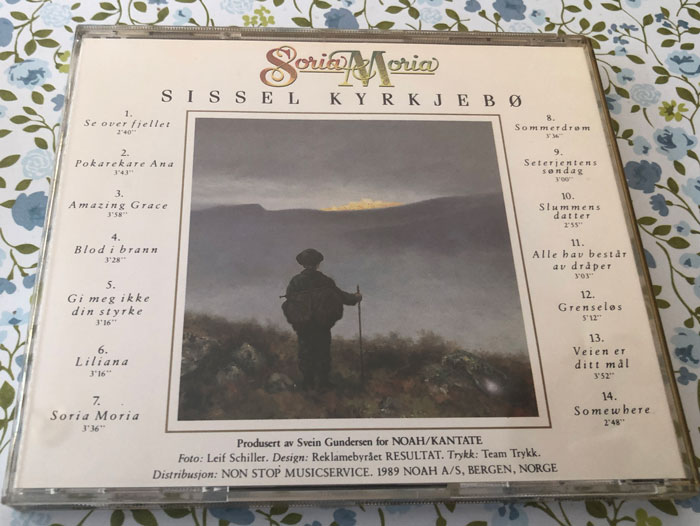 Soria Moria
SISSEL KYRKJEBØ
1.
Se over fjellet
2'40"
2.
Pokarekare Ana
3'43"
3.
Amazing Grace
3'58"
4.
Blod i brann
3'28"
5.
Gi meg ikke
din styrke
3'16"
6.
Liliana
3'16"
7.
Soria Moria
3'36"
8.
Sommerdrøm
3'36"
9.
Seterjentens
søndag
3'00"
10.
Slummens
datter
2'55"
11.
Alle hav består
av dråper
3'03"
12.
Grenseløs
5'12"
13.
Veien er
ditt mål
3'52"
14.
Somewhere
2'48"
Produsert av Svein Gundersen for NOAH/KANTATE
Foto: Leif Schiller. Design: Reklamebyrået RESULTAT. Trykk: Team Trykk.
Distribusjon: NON STOP MUSICSERVICE. 1989 NOAH A/S, BERGEN, NORGE